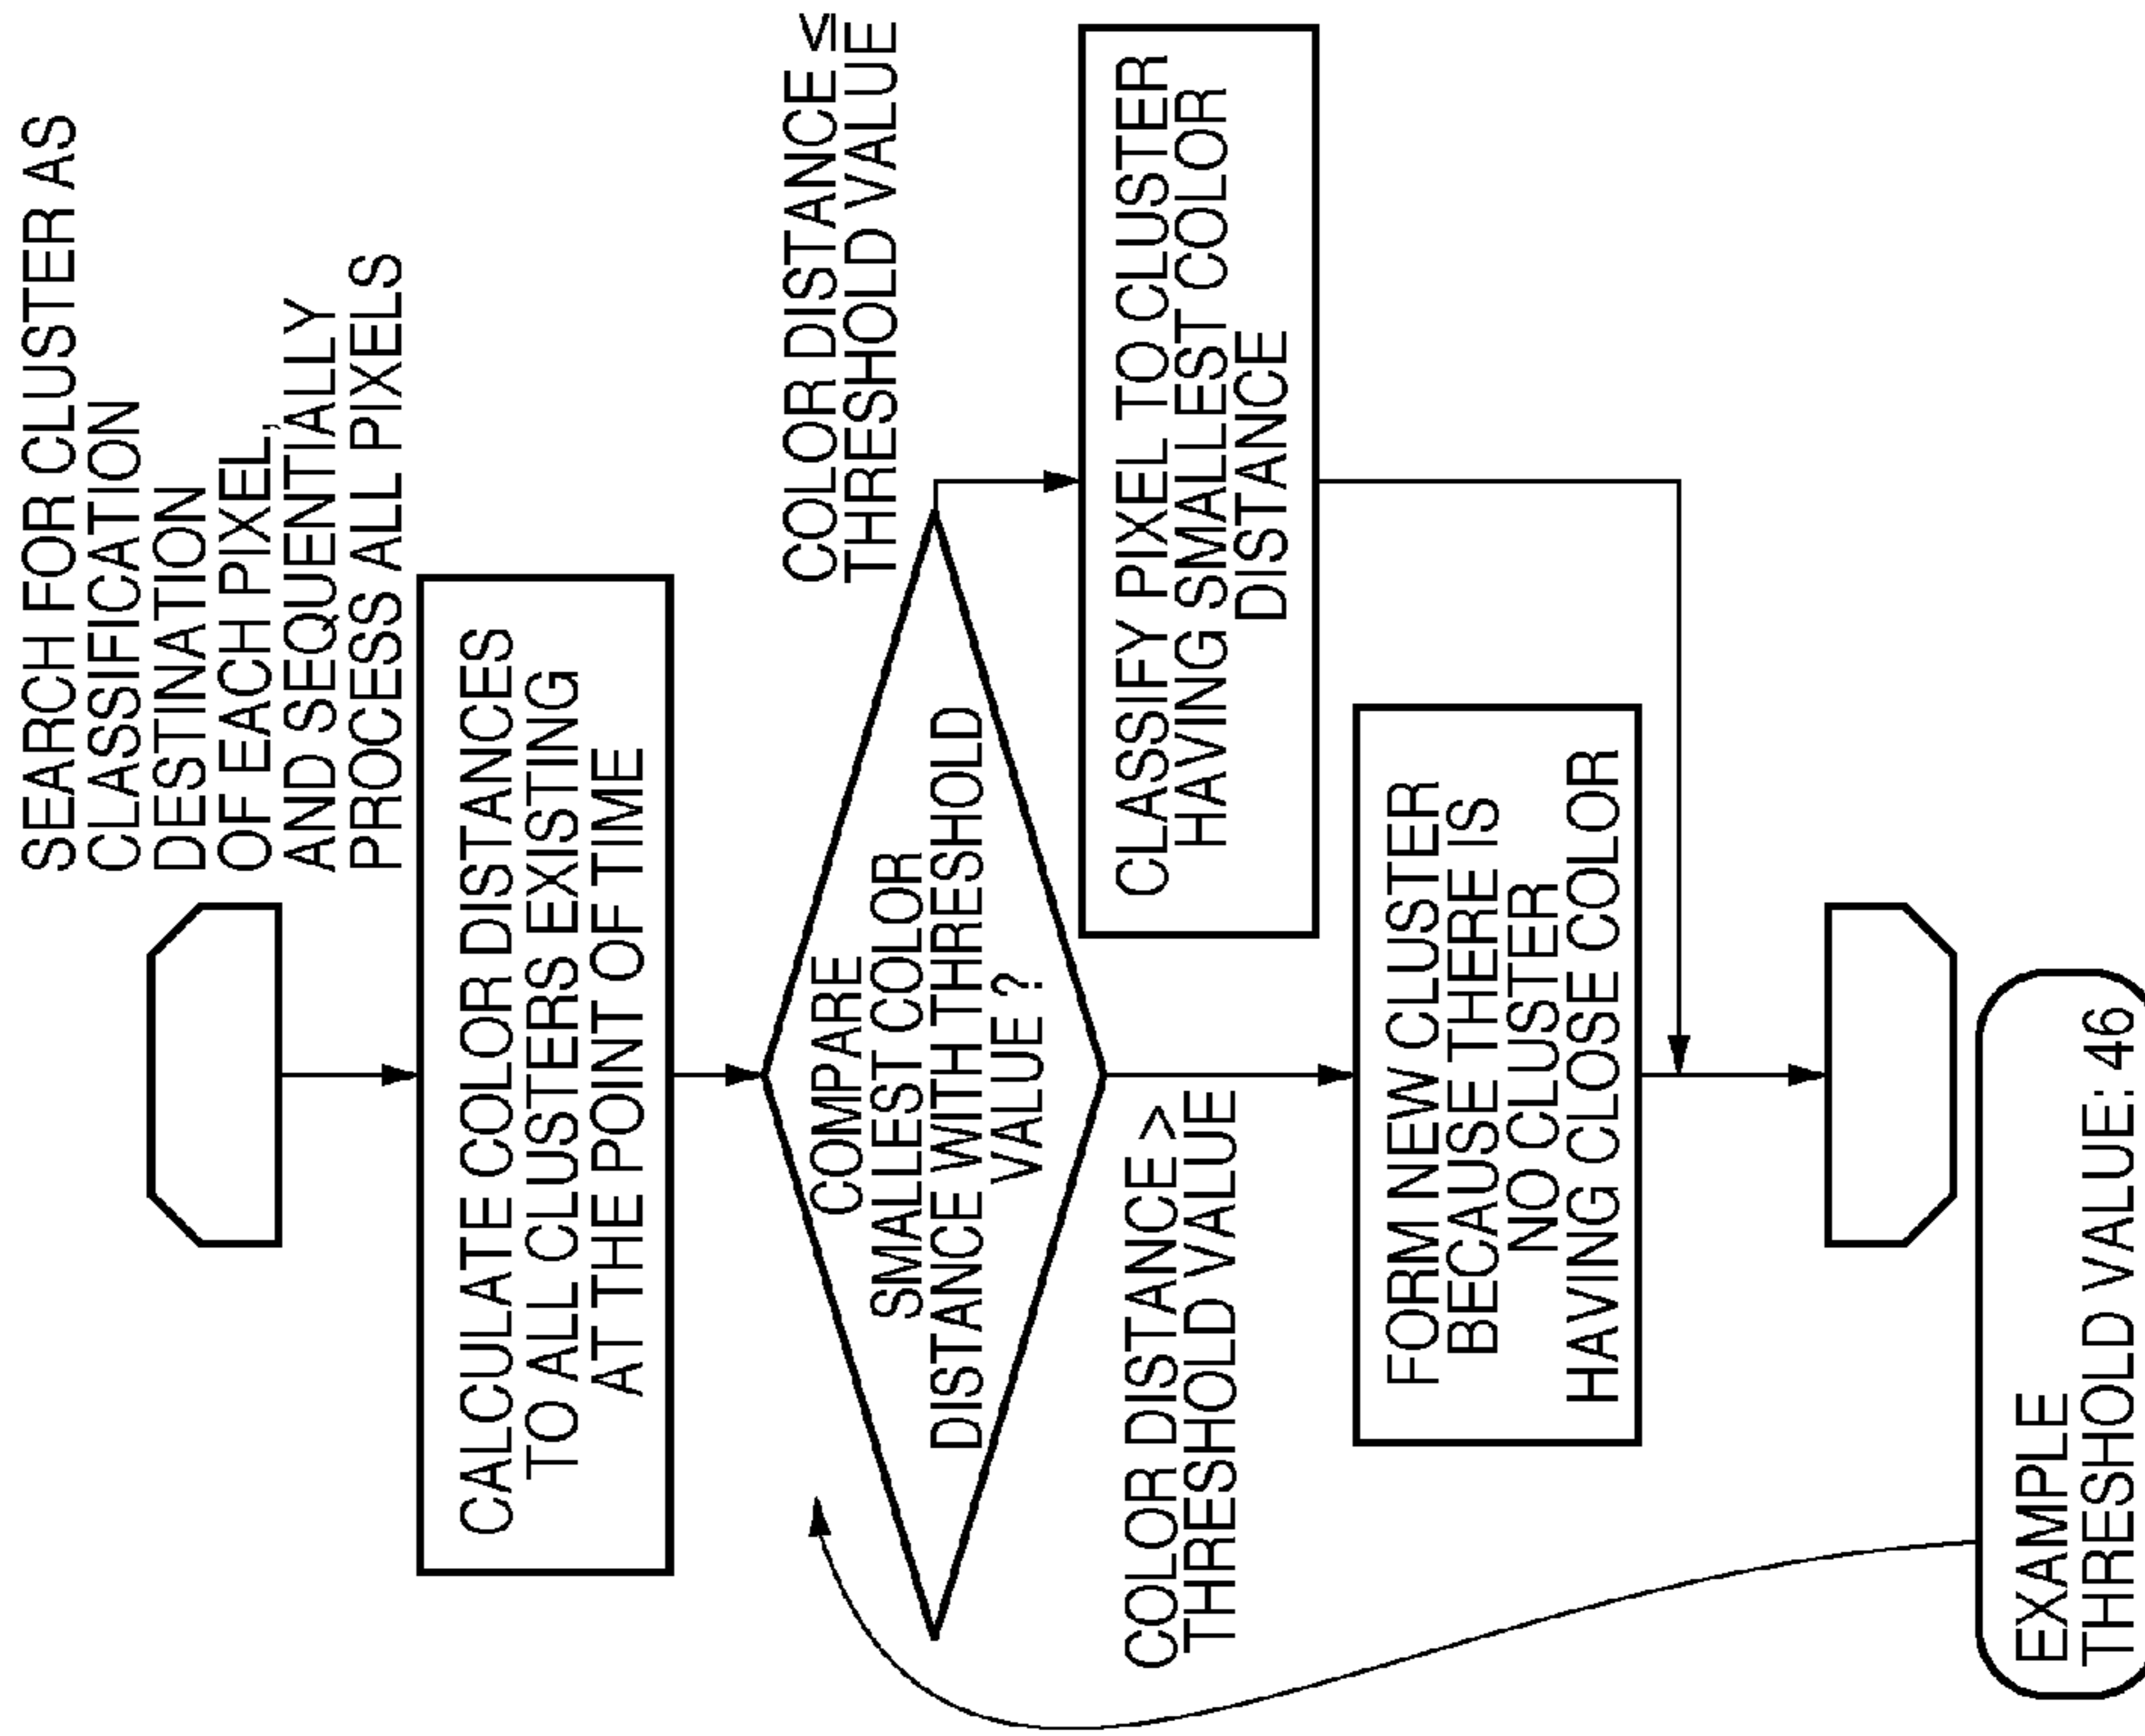 SEARCH FOR CLUSTER AS
CLASSIFICATION
DESTINATION
OF EACH PIXEL,
AND SEQUENTIALLY
PROCESS ALL PIXELS
CALCULATE COLOR DISTANCES
TO ALL CLUSTERS EXISTING
AT THE POINT OF TIME
COMPARE
SMALLEST COLOR
DISTANCE WITH THRESHOLD
VALUE ?
COLOR DISTANCE ≤
THRESHOLD VALUE
CLASSIFY PIXEL TO CLUSTER
HAVING SMALLEST COLOR
DISTANCE
COLOR DISTANCE >
THRESHOLD VALUE
FORM NEW CLUSTER
BECAUSE THERE IS
NO CLUSTER
HAVING CLOSE COLOR
EXAMPLE
THRESHOLD VALUE: 46